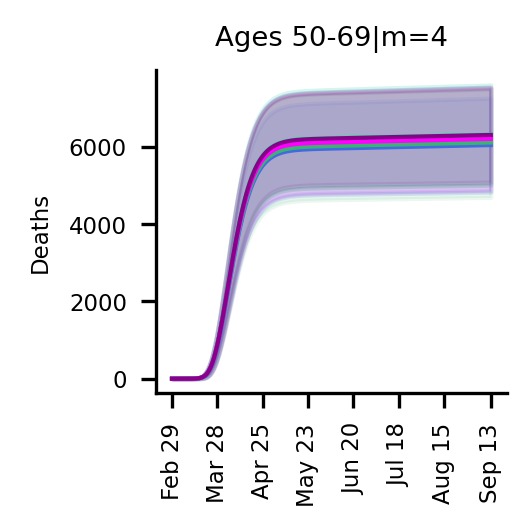 Ages 50-69|m=4
Deaths
6000
4000
2000
0
Feb 29
Mar 28
Apr 25
May 23
Jun 20
Jul 18
Aug 15
Sep 13